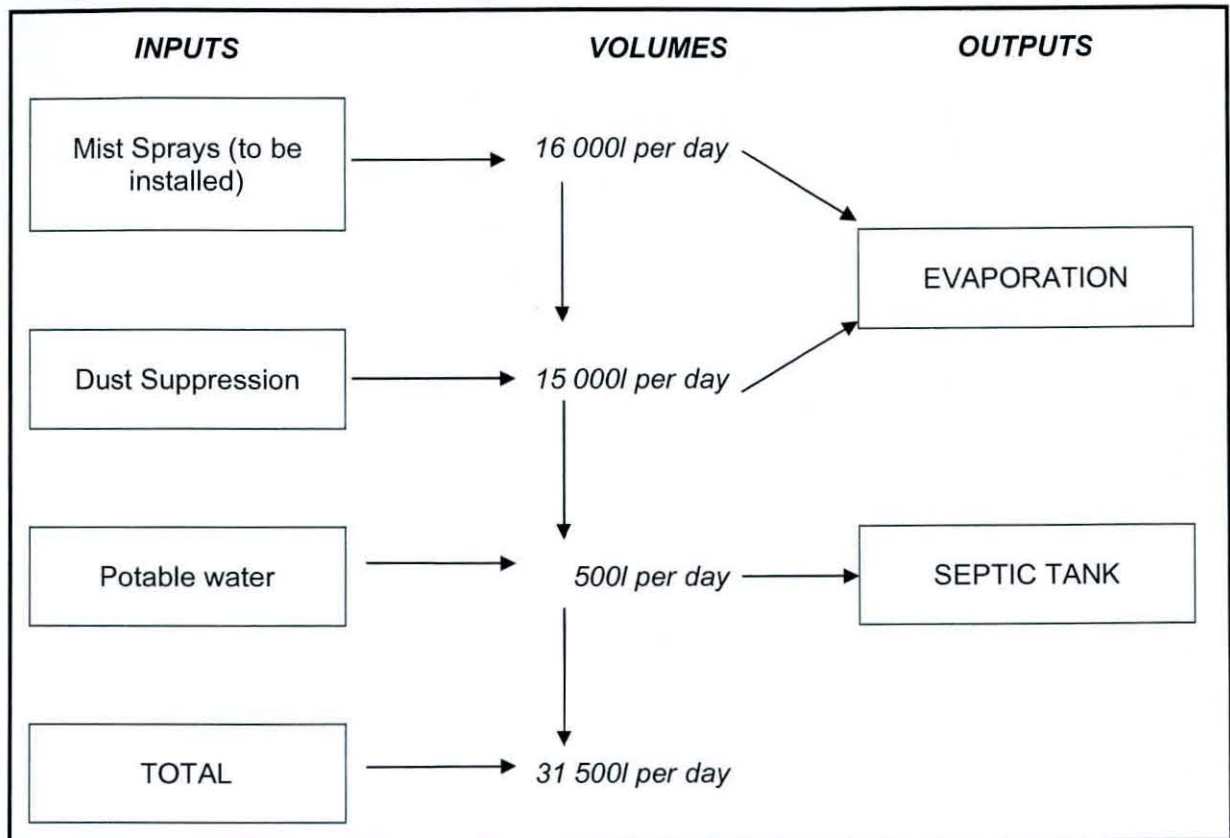 INPUTS VOLUMES OUTPUTS
Mist Sprays (to be
installed)
16 000l per day
EVAPORATION
Dust Suppression
15 000l per day
Potable water
500l per day
SEPTIC TANK
TOTAL
31 500l per day